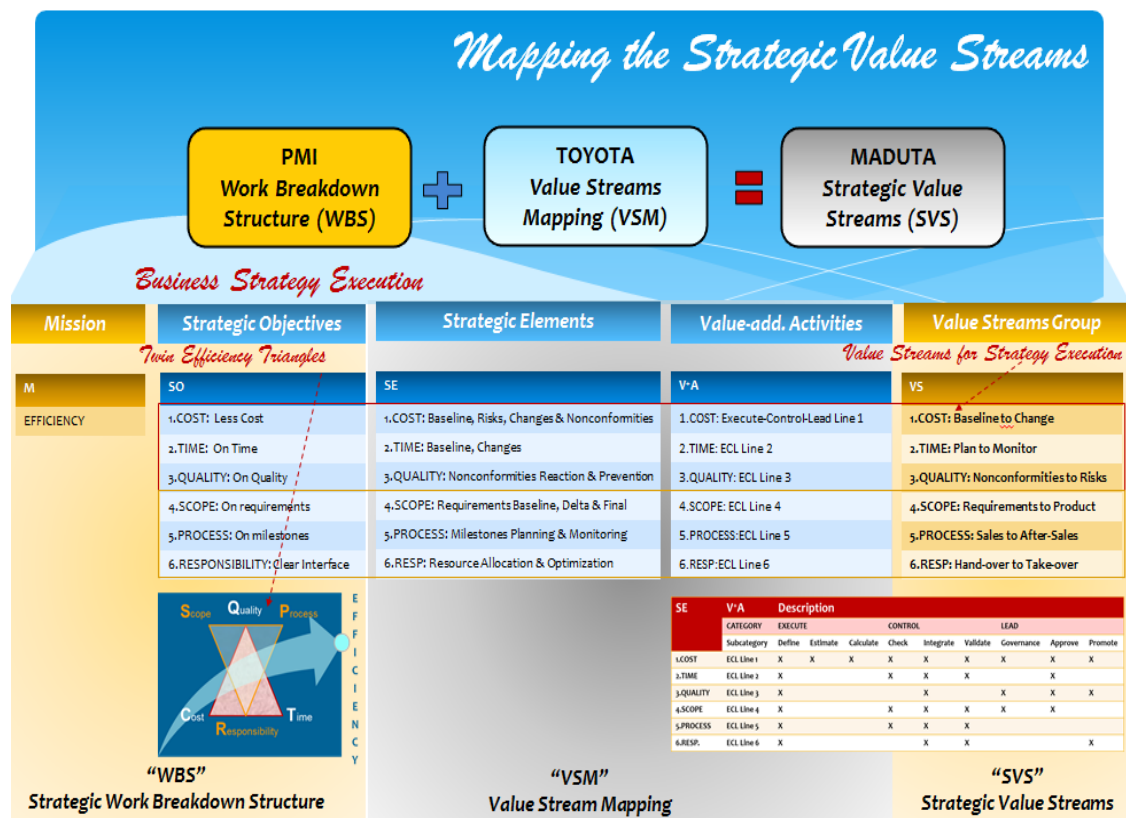 Mapping the Strategic Value Streams
PMI
Work Breakdown
Structure (WBS)
TOYOTA
Value Streams
Mapping (VSM)
MADUTA
Strategic Value
Streams (SVS)
Business Strategy Execution
Mission
Strategic Objectives
Strategic Elements
Value-add. Activities
Value Streams Group
Twin Efficiency Triangles
Value Streams for Strategy Execution
M
SO
SE
V+A
VS
EFFICIENCY
1.COST: Less Cost
1.COST: Baseline, Risks, Changes & Nonconformities
1.COST: Execute-Control-Lead Line 1
1.COST: Baseline to Change
2.TIME: On Time
2.TIME: Baseline, Changes
2.TIME: ECL Line 2
2.TIME: Plan to Monitor
3.QUALITY: On Quality
3.QUALITY: Nonconformities Reaction & Prevention
3.QUALITY: ECL Line 3
3.QUALITY: Nonconformities to Risks
4.SCOPE: On requirements
4.SCOPE: Requirements Baseline, Delta & Final
4.SCOPE: ECL Line 4
4.SCOPE: Requirements to Product
5.PROCESS: On milestones
5.PROCESS: Milestones Planning & Monitoring
5.PROCESS:ECL Line 5
5.PROCESS: Sales to After-Sales
6.RESPONSIBILITY: Clear Interface
6.RESP: Resource Allocation & Optimization
6.RESP:ECL Line 6
6.RESP: Hand-over to Take-over
Scope Quality Process
Cost Time
Responsibility
EFFICIENCY
SE V+A Description
CATEGORY EXECUTE CONTROL LEAD
Subcategory Define Estimate Calculate Check Integrate Validate Governance Approve Promote
1.COST ECL Line 1 X X X X X X X X X
2.TIME ECL Line 2 X X X X X
3.QUALITY ECL Line 3 X X X X X
4.SCOPE ECL Line 4 X X X X X X
5.PROCESS ECL Line 5 X X X X
6.RESP. ECL Line 6 X X X X
"WBS"
Strategic Work Breakdown Structure
"VSM"
Value Stream Mapping
"SVS"
Strategic Value Streams